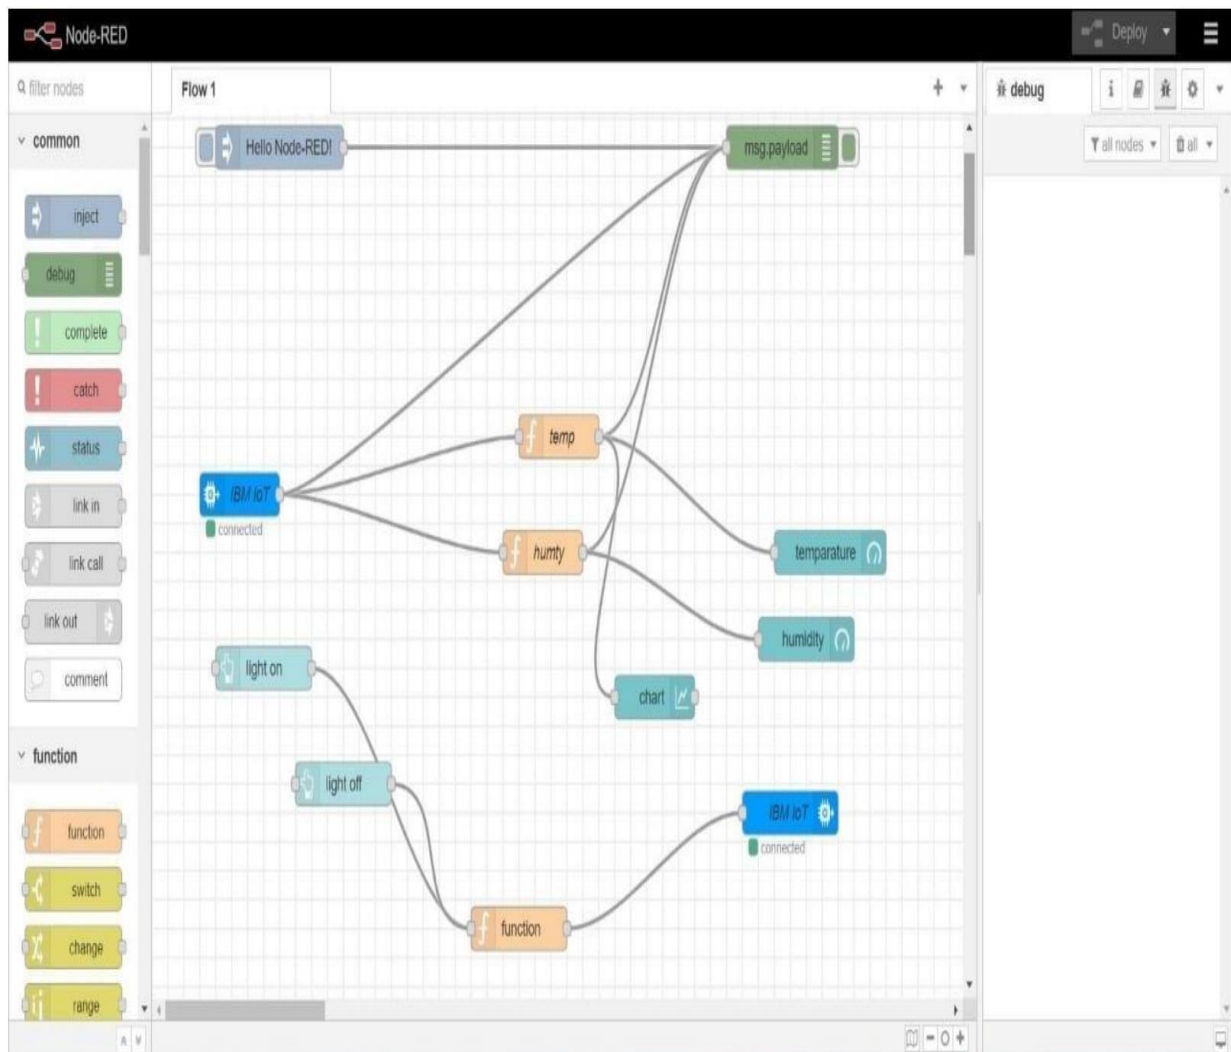 Node-RED
Deploy
filter nodes
Flow 1
debug
i
all nodes
all
common
inject
debug
complete
catch
status
link in
link call
link out
comment
function
function
switch
change
range
Hello Node-RED!
msg.payload
temp
IBM IoT
connected
humty
temparature
humidity
light on
chart
light off
IBM IoT
connected
function